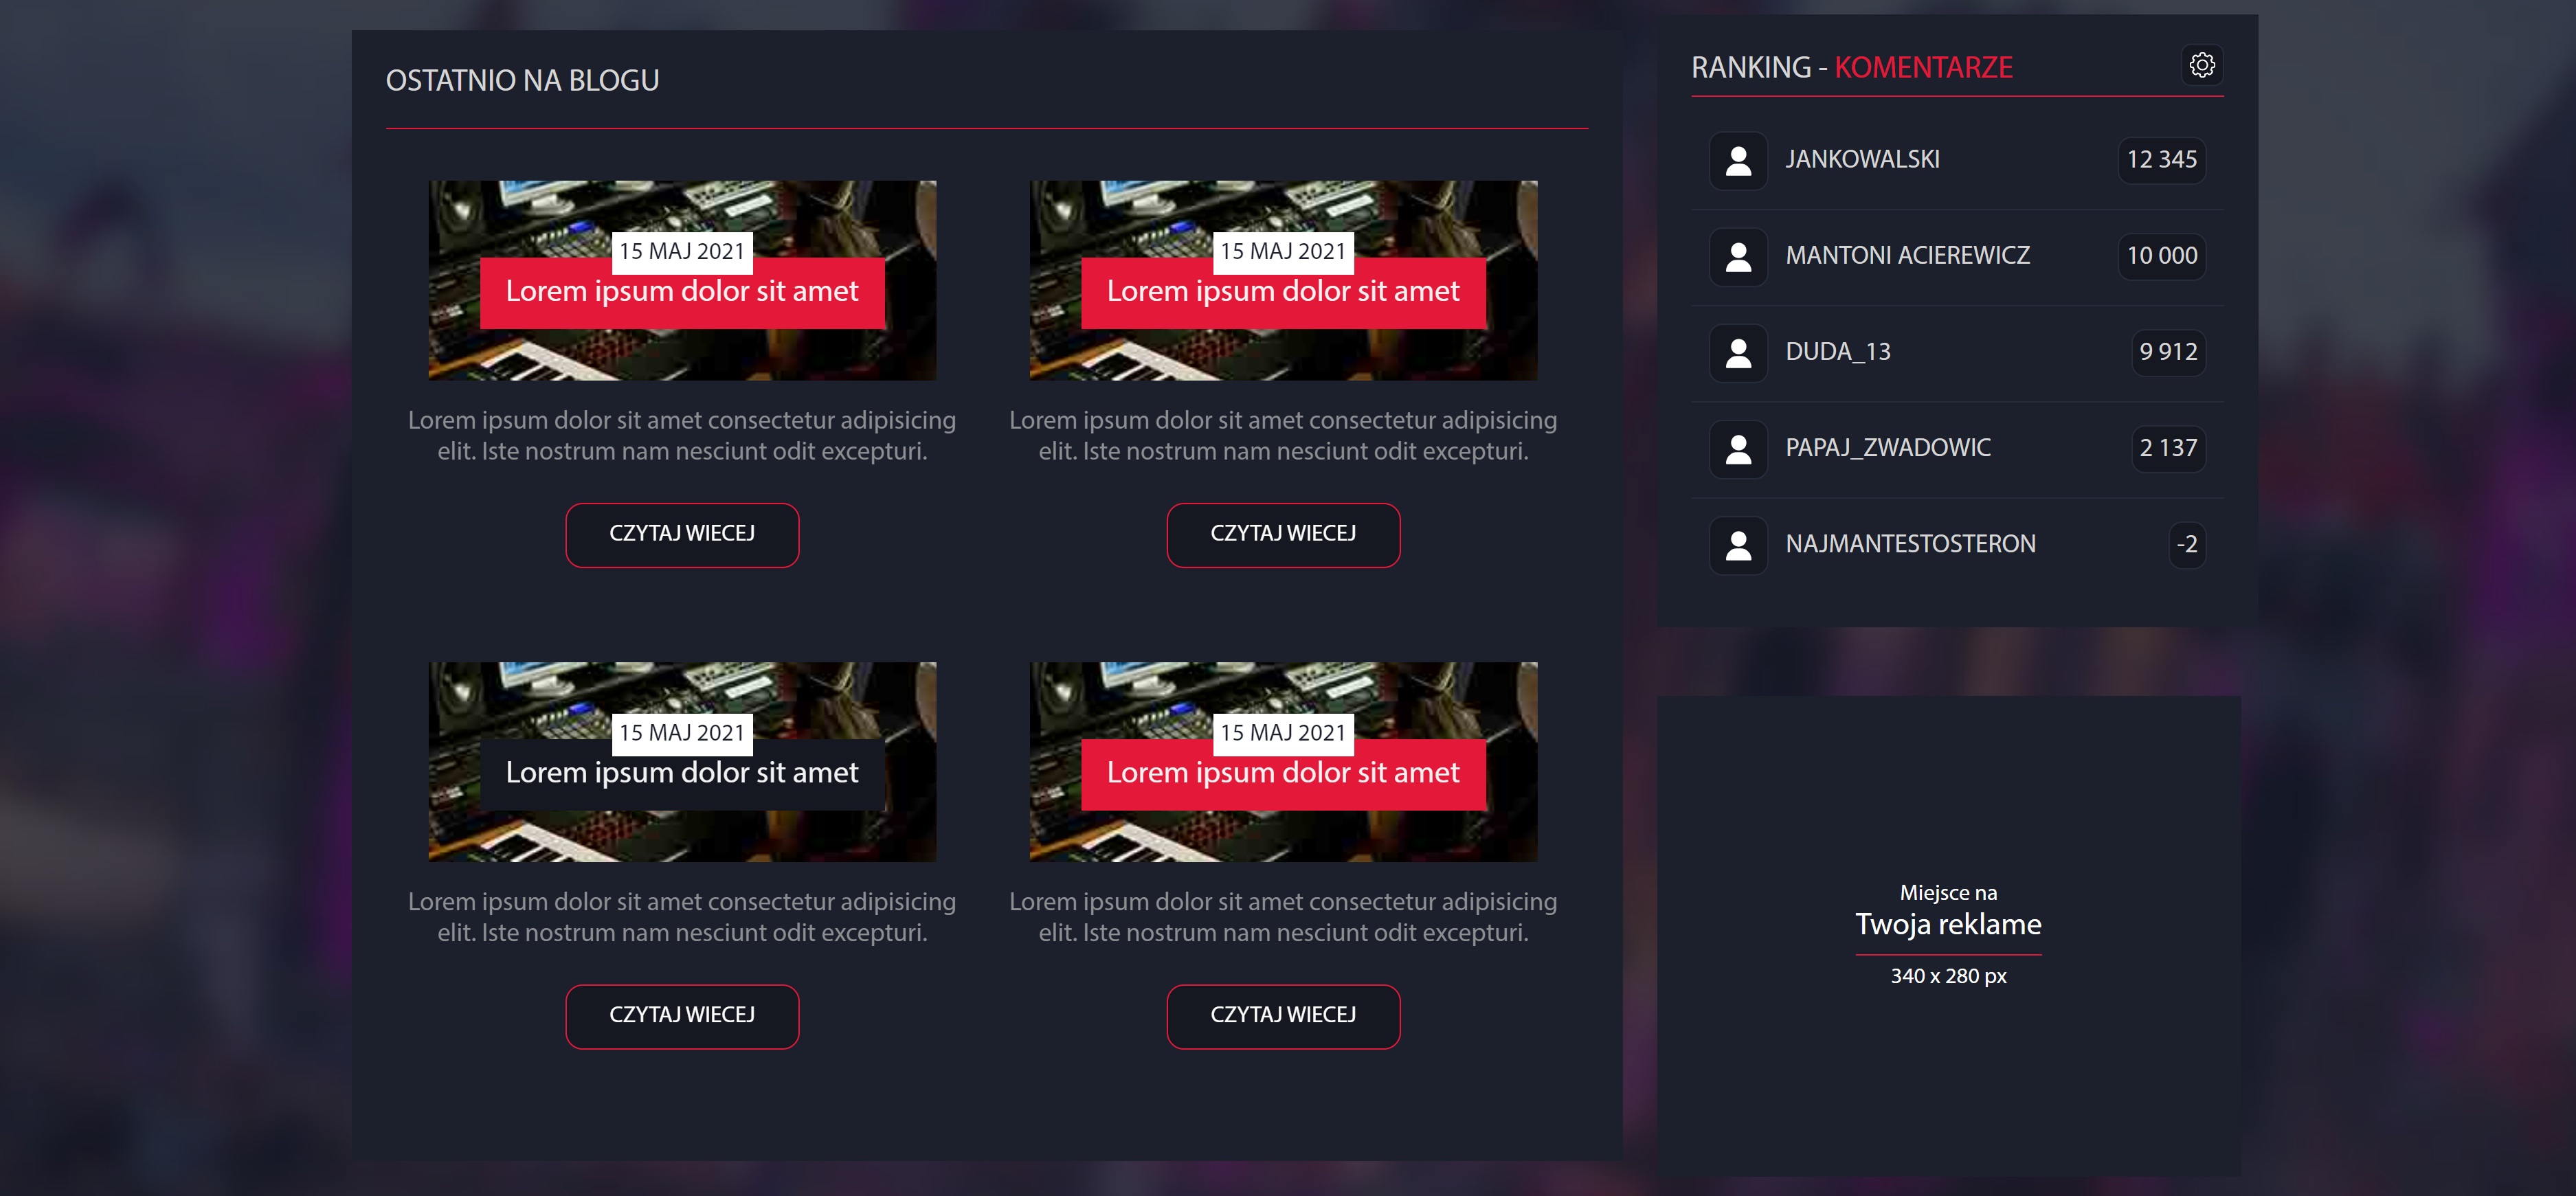 OSTATNIO NA BLOGU
15 MAJ 2021
Lorem ipsum dolor sit amet
Lorem ipsum dolor sit amet consectetur adipisicing
elit. Iste nostrum nam nesciunt odit excepturi.
CZYTAJ WIECEJ
15 MAJ 2021
Lorem ipsum dolor sit amet
Lorem ipsum dolor sit amet consectetur adipisicing
elit. Iste nostrum nam nesciunt odit excepturi.
CZYTAJ WIECEJ
15 MAJ 2021
Lorem ipsum dolor sit amet
Lorem ipsum dolor sit amet consectetur adipisicing
elit. Iste nostrum nam nesciunt odit excepturi.
CZYTAJ WIECEJ
15 MAJ 2021
Lorem ipsum dolor sit amet
Lorem ipsum dolor sit amet consectetur adipisicing
elit. Iste nostrum nam nesciunt odit excepturi.
CZYTAJ WIECEJ
RANKING - KOMENTARZE
JANKOWALSKI 12 345
MANTONI ACIEREWICZ 10 000
DUDA_13 9 912
PAPAJ_ZWADOWIC 2 137
NAJMANTESTOSTERON -2
Miejsce na
Twoja reklame
340 x 280 px